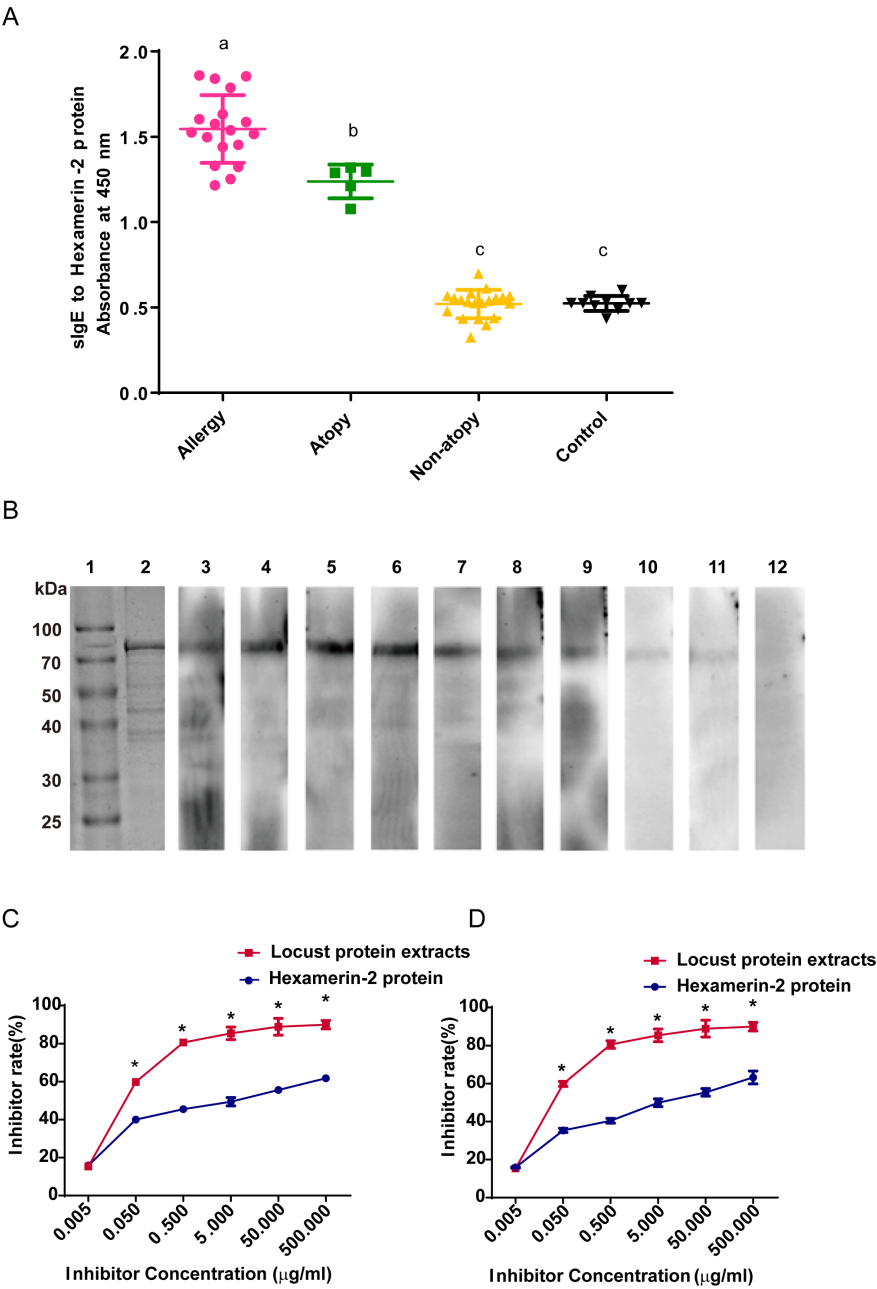 A
sIgE to Hexamerin-2 protein
Absorbance at 450 nm
2.0
1.5
1.0
0.5
0.0
a
b
c
c
Allergy
Atopy
Non-atopy
Control
B
1 2 3 4 5 6 7 8 9 10 11 12
kDa
100
70
50
40
30
25
C
Locust protein extracts
Hexamerin-2 protein
Inhibitor rate(%)
100
80
60
40
20
0
* * * * *
0.005
0.050
0.500
5.000
50.000
500.000
Inhibitor Concentration (μg/ml)
D
Locust protein extracts
Hexamerin-2 protein
Inhibitor rate(%)
100
80
60
40
20
0
* * * * *
0.005
0.050
0.500
5.000
50.000
500.000
Inhibitor Concentration (μg/ml)